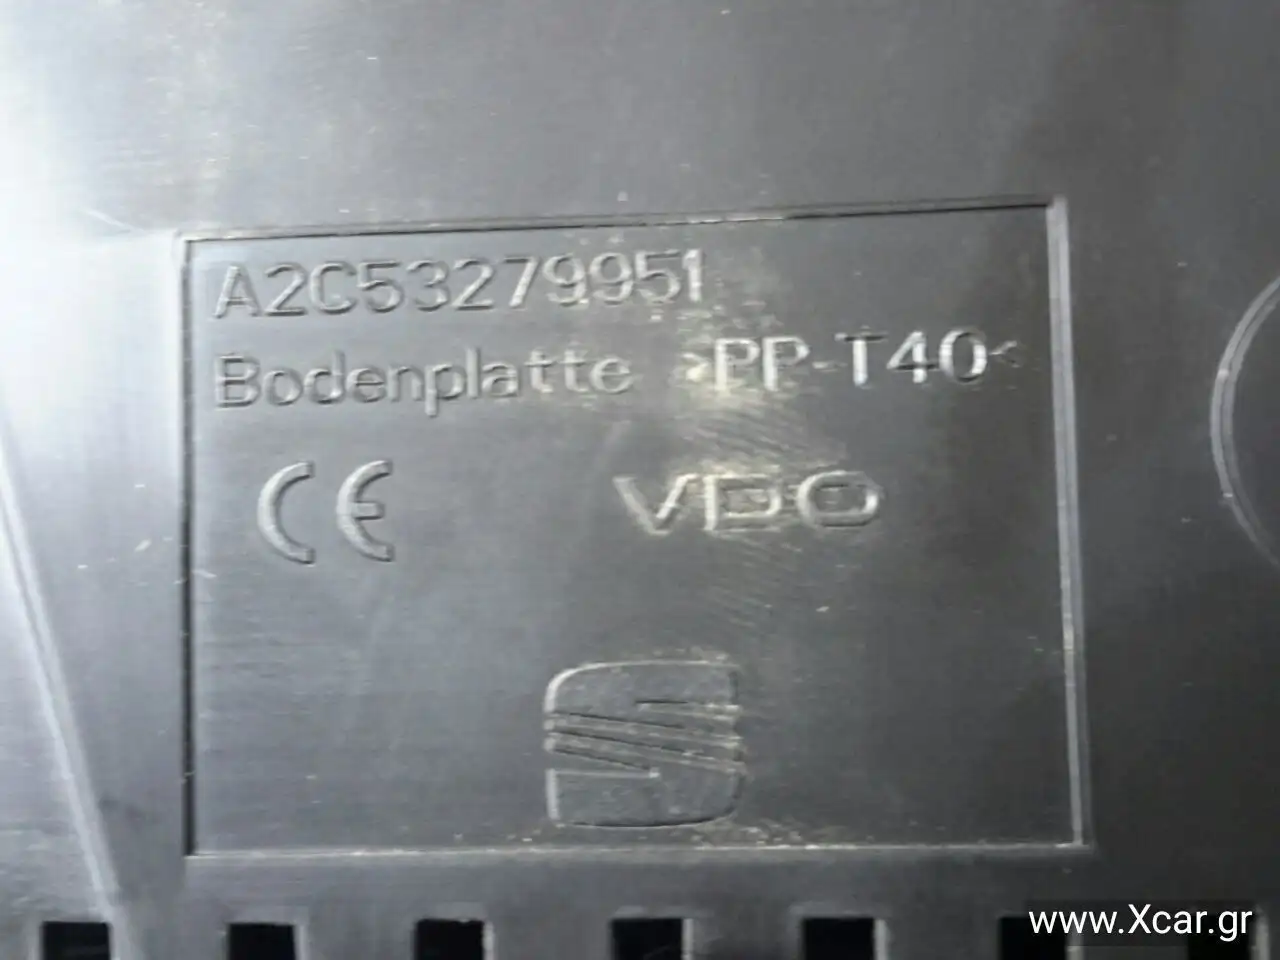 A2C53279951
Bodenplatte >PP-T40<
CE VDO
www.Xcar.gr